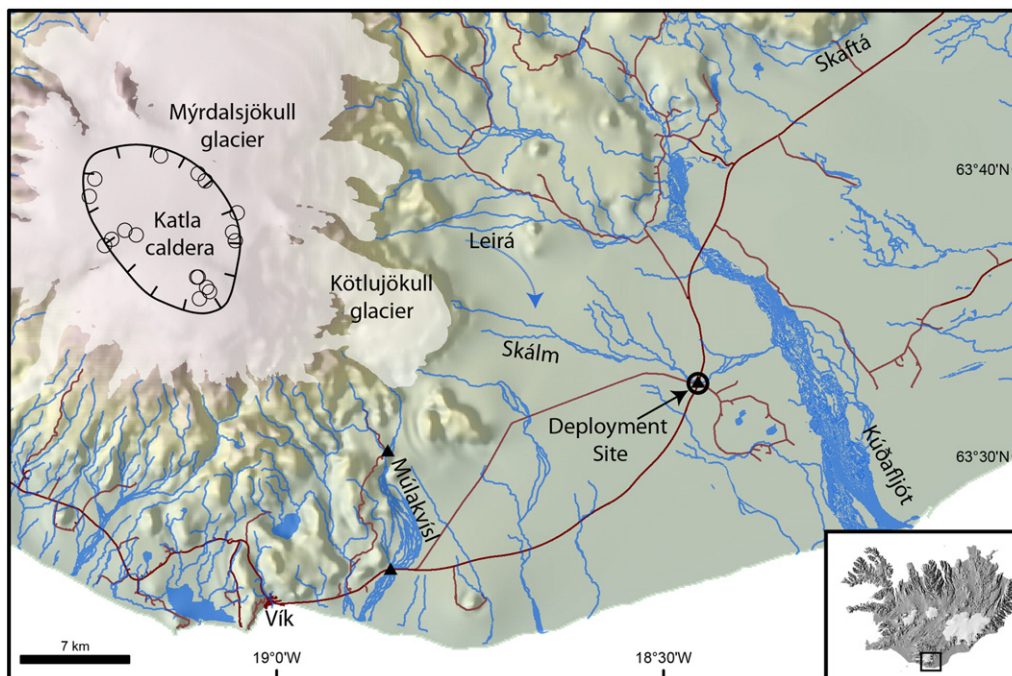 Skaftá
Mýrdalsjökull
glacier
63°40'N
Katla
caldera
Leirá
Kötlujökull
glacier
Skálm
Deployment
Site
63°30'N
Múlakvísl
Kúðafljót
Vík
7 km
19°0'W
18°30'W